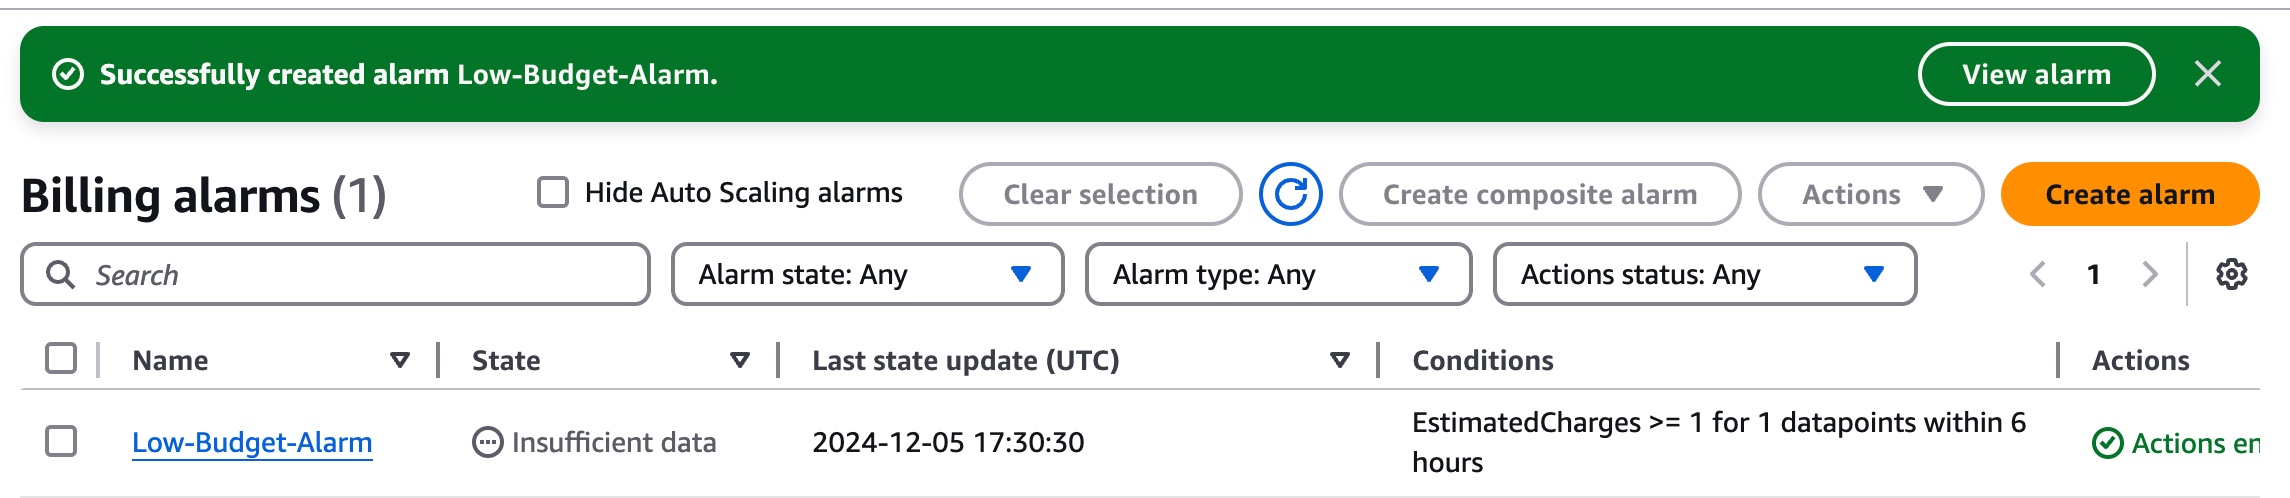 Successfully created alarm Low-Budget-Alarm.
View alarm
Billing alarms (1)
Hide Auto Scaling alarms
Clear selection
Create composite alarm
Actions
Create alarm
Search
Alarm state: Any
Alarm type: Any
Actions status: Any
1
Name
State
Last state update (UTC)
Conditions
Actions
Low-Budget-Alarm
Insufficient data
2024-12-05 17:30:30
EstimatedCharges >= 1 for 1 datapoints within 6
hours
Actions en